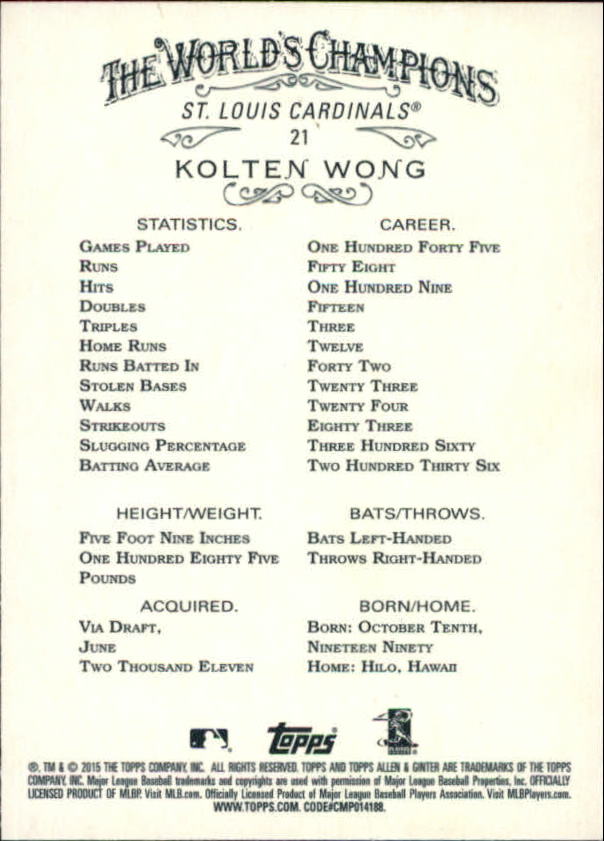 THE WORLD'S CHAMPIONS
ST. LOUIS CARDINALS®
21
KOLTEN WONG
STATISTICS. CAREER.
GAMES PLAYED ONE HUNDRED FORTY FIVE
RUNS FIFTY EIGHT
HITS ONE HUNDRED NINE
DOUBLES FIFTEEN
TRIPLES THREE
HOME RUNS TWELVE
RUNS BATTED IN FORTY TWO
STOLEN BASES TWENTY THREE
WALKS TWENTY FOUR
STRIKEOUTS EIGHTY THREE
SLUGGING PERCENTAGE THREE HUNDRED SIXTY
BATTING AVERAGE TWO HUNDRED THIRTY SIX
HEIGHT/WEIGHT. BATS/THROWS.
FIVE FOOT NINE INCHES BATS LEFT-HANDED
ONE HUNDRED EIGHTY FIVE THROWS RIGHT-HANDED
POUNDS
ACQUIRED. BORN/HOME.
VIA DRAFT, BORN: OCTOBER TENTH,
JUNE NINETEEN NINETY
TWO THOUSAND ELEVEN HOME: HILO, HAWAII
Topps
®, TM & © 2015 THE TOPPS COMPANY, INC. ALL RIGHTS RESERVED. TOPPS AND TOPPS ALLEN & GINTER ARE TRADEMARKS OF THE TOPPS
COMPANY, INC. Major League Baseball trademarks and copyrights are used with permission of Major League Baseball Properties, Inc. OFFICIALLY
LICENSED PRODUCT OF MLBP. Visit MLB.com. Officially Licensed Product of Major League Baseball Players Association. Visit MLBPlayers.com.
WWW.TOPPS.COM. CODE#CMP014188.